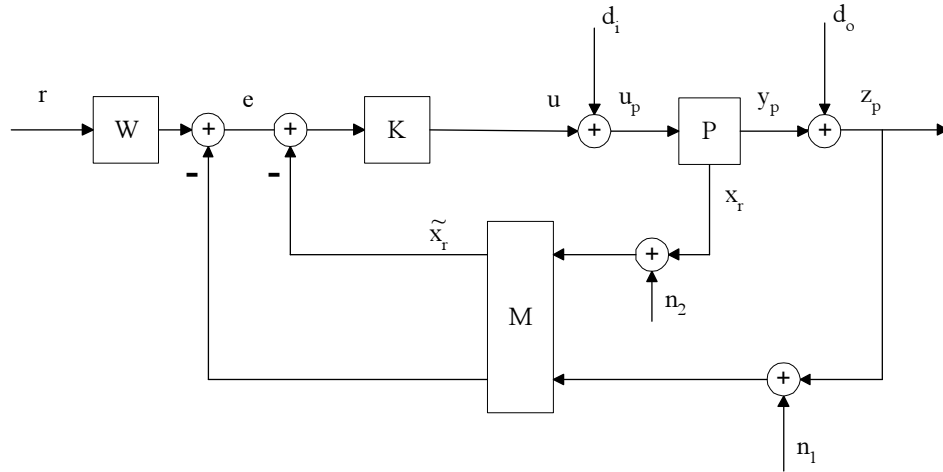 d_i
d_o
r
e
u
u_p
y_p
z_p
W
+
+
K
+
P
+
-
-
x_r
x̃_r
+
n_2
M
+
n_1